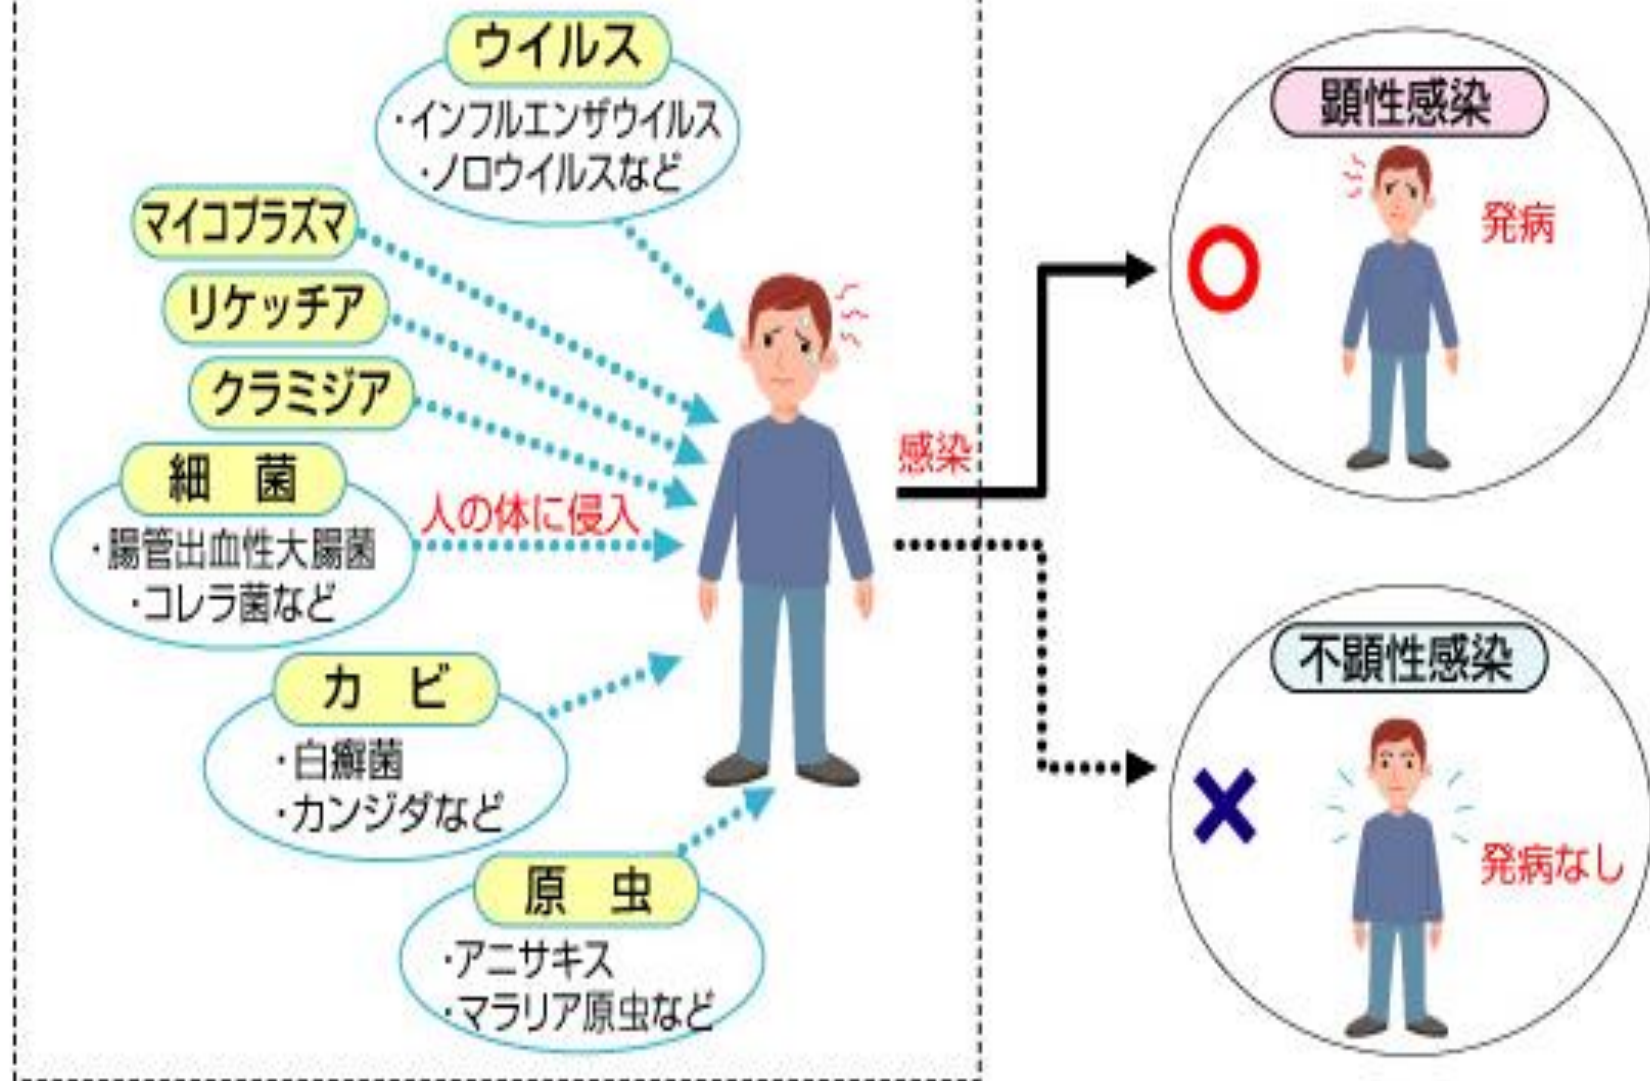 ウイルス
・インフルエンザウイルス
・ノロウイルスなど
マイコプラズマ
リケッチア
クラミジア
細 菌
・腸管出血性大腸菌
・コレラ菌など
人の体に侵入
カ ビ
・白癬菌
・カンジダなど
原 虫
・アニサキス
・マラリア原虫など
感染
顕性感染
発病
不顕性感染
発病なし